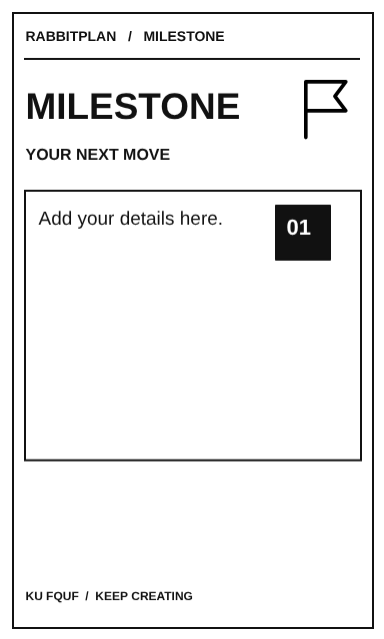 RABBITPLAN / MILESTONE
MILESTONE
YOUR NEXT MOVE
Add your details here.
01
KU FQUF / KEEP CREATING